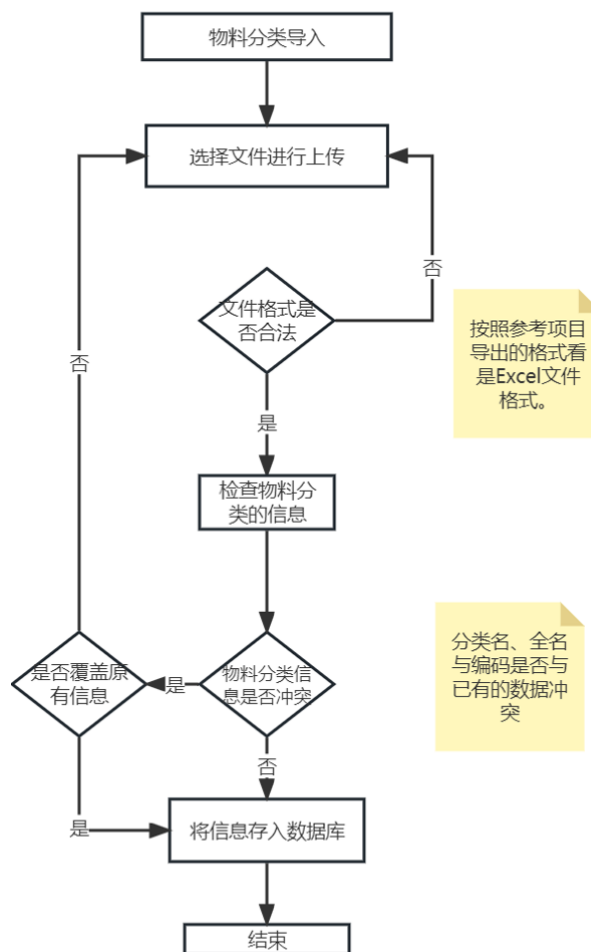 物料分类导入
选择文件进行上传
否
文件格式是
否合法
否
按照参考项目
导出的格式看
是Excel文件
格式。
是
检查物料分
类的信息
分类名、全名
与编码是否与
已有的数据冲
突
是否覆盖原
有信息
是
物料分类信
息是否冲突
否
是
将信息存入数据库
结束